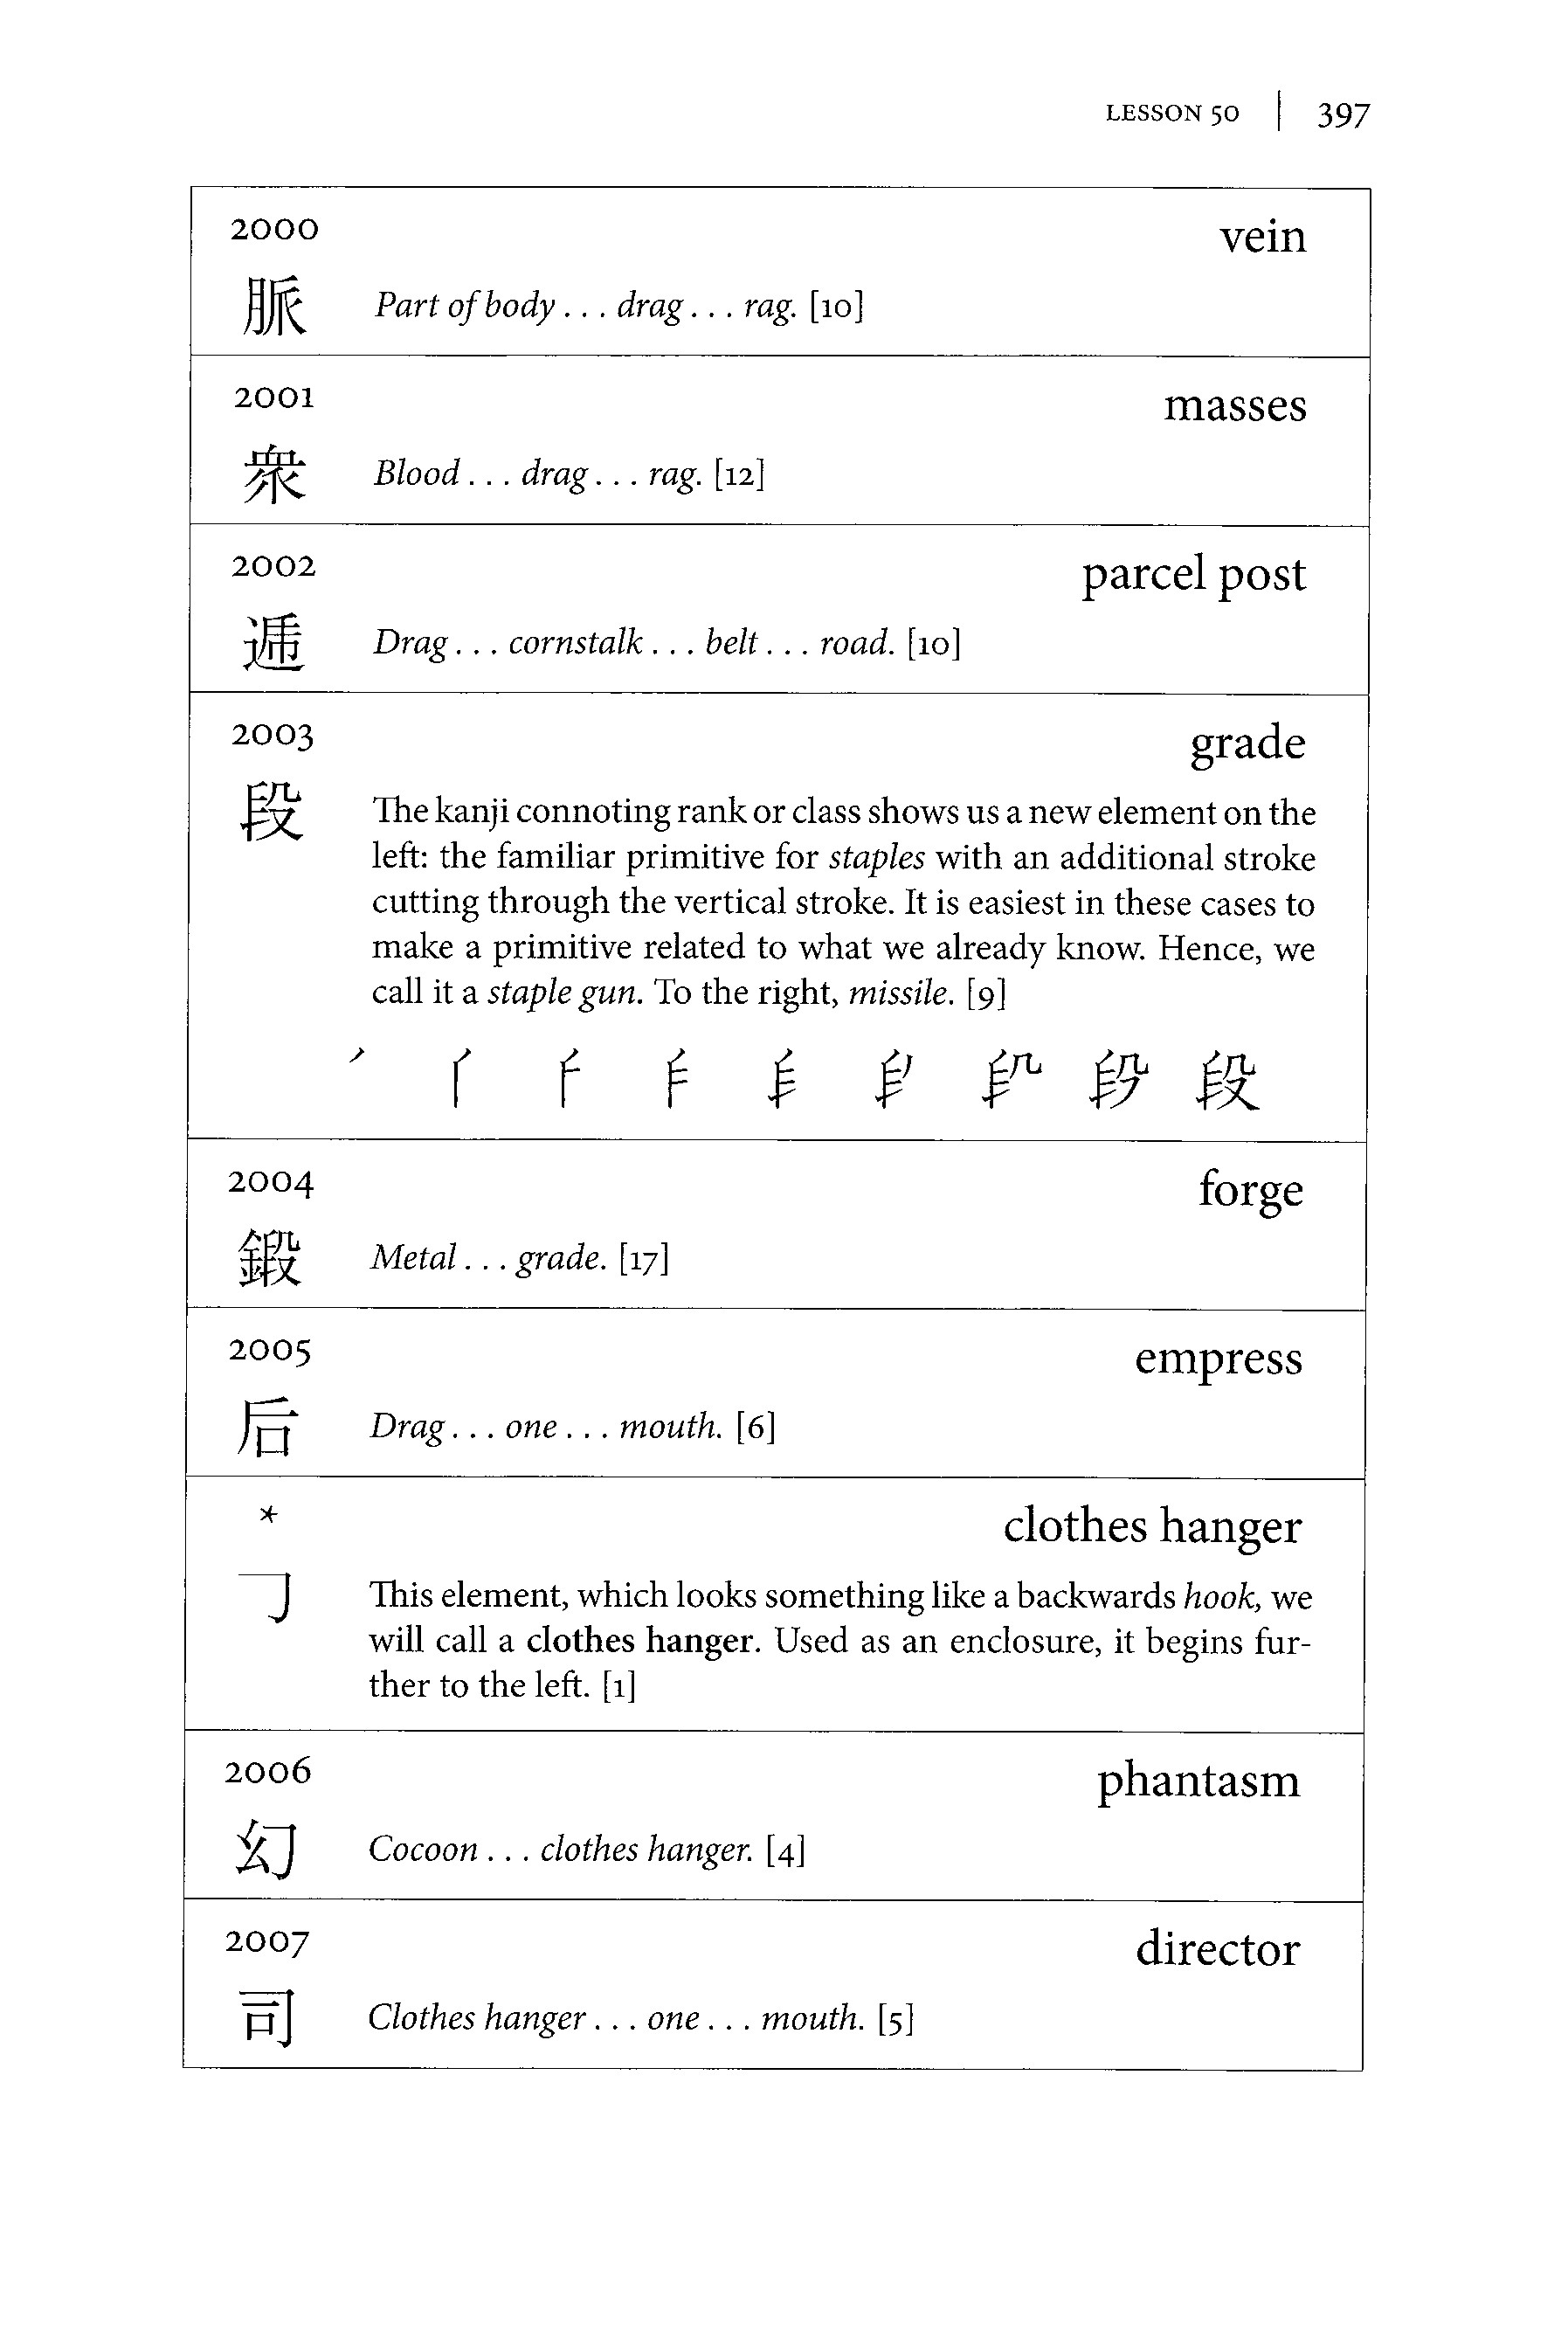 LESSON 50 | 397
2000 vein
脈 Part of body . . . drag . . . rag. [10]
2001 masses
衆 Blood . . . drag . . . rag. [12]
2002 parcel post
逓 Drag . . . cornstalk . . . belt . . . road. [10]
2003 grade
段 The kanji connoting rank or class shows us a new element on the
left: the familiar primitive for staples with an additional stroke
cutting through the vertical stroke. It is easiest in these cases to
make a primitive related to what we already know. Hence, we
call it a staple gun. To the right, missile. [9]
段
2004 forge
鍛 Metal . . . grade. [17]
2005 empress
后 Drag . . . one . . . mouth. [6]
* clothes hanger
㇆ This element, which looks something like a backwards hook, we
will call a clothes hanger. Used as an enclosure, it begins fur-
ther to the left. [1]
2006 phantasm
幻 Cocoon . . . clothes hanger. [4]
2007 director
司 Clothes hanger . . . one . . . mouth. [5]